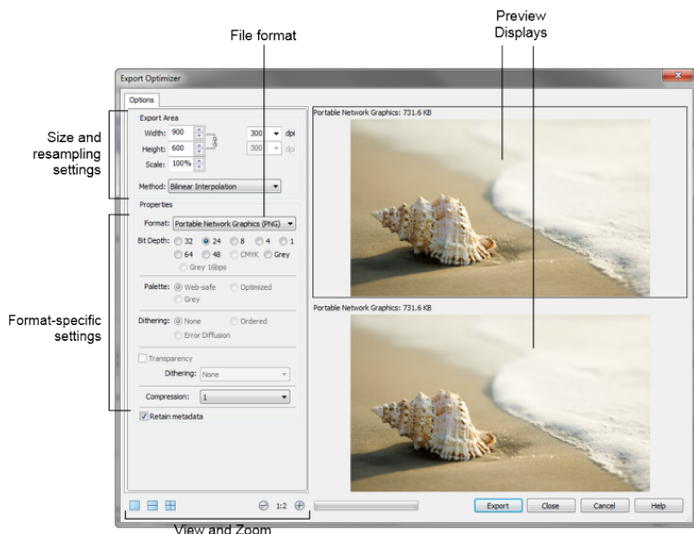 Preview
Displays
File format
Export Optimizer
Options
Size and
resampling
settings
Export Area
Width: 900 300 dpi
Height: 600 300 dpi
Scale: 100%
Method: Bilinear Interpolation
Format-specific
settings
Properties
Format: Portable Network Graphics (PNG)
Bit Depth: 32 24 8 4 1
64 48 CMYK Grey
Grey 16bps
Palette: Web-safe Optimized
Grey
Dithering: None Ordered
Error Diffusion
Transparency
Dithering: None
Compression: 1
Retain metadata
Portable Network Graphics: 731.6 KB
Portable Network Graphics: 731.6 KB
1:2
Export Close Cancel Help
View and Zoom